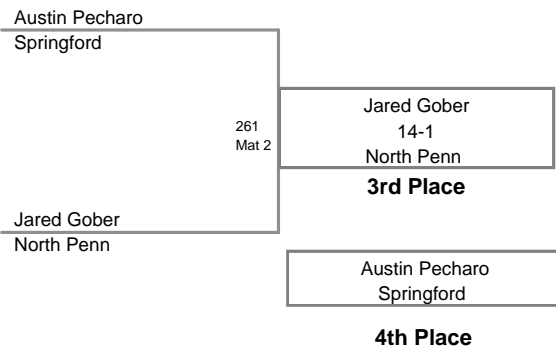 Austin Pecharo
Springford
261
Mat 2
Jared Gober
14-1
North Penn
3rd Place
Jared Gober
North Penn
Austin Pecharo
Springford
4th Place